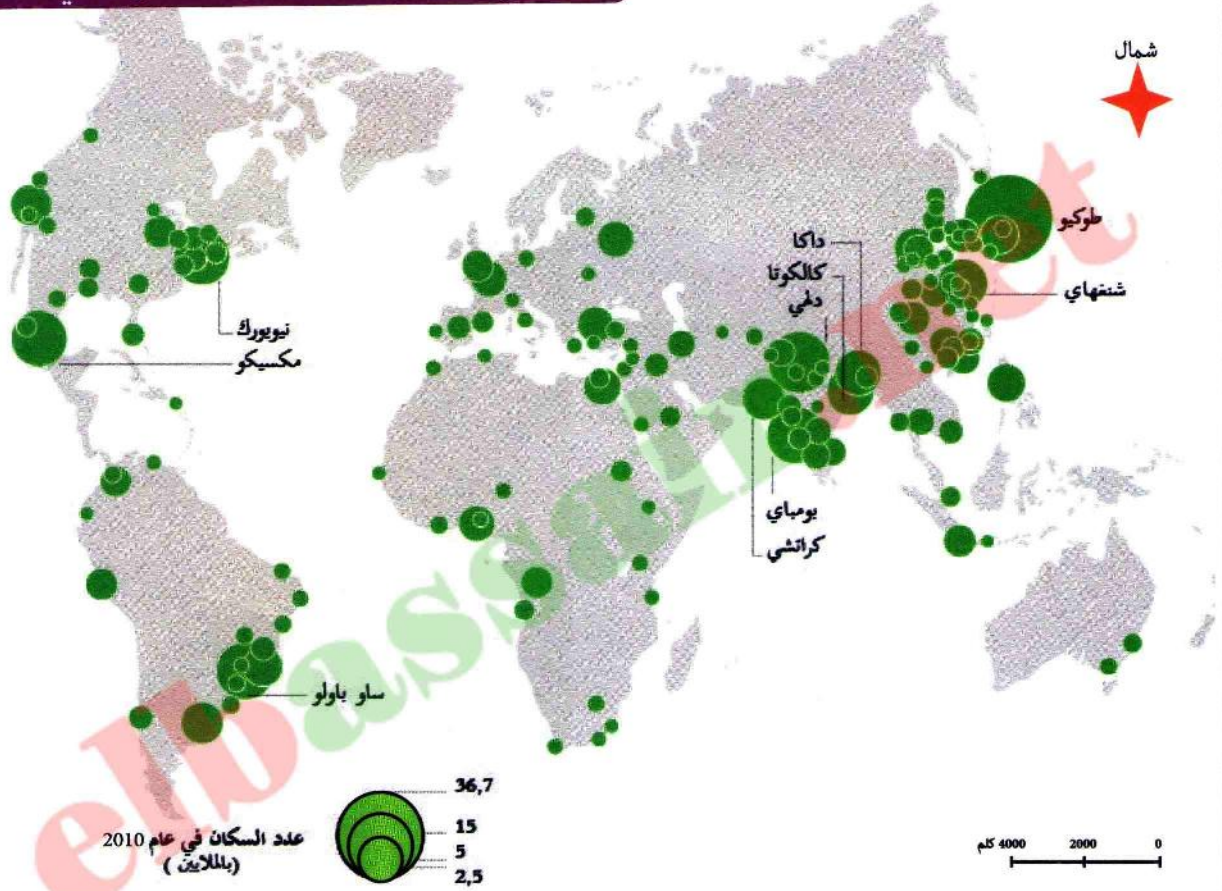 شمال
طوكيو
داكا
كالكوتا
دلهي
شنغهاي
نيويورك
مكسيكو
بومباي
كراتشي
ساو باولو
36,7
15
5
2,5
عدد السكان في عام 2010
(بالملايين)
4000 كلم
2000
0
elbassair.net